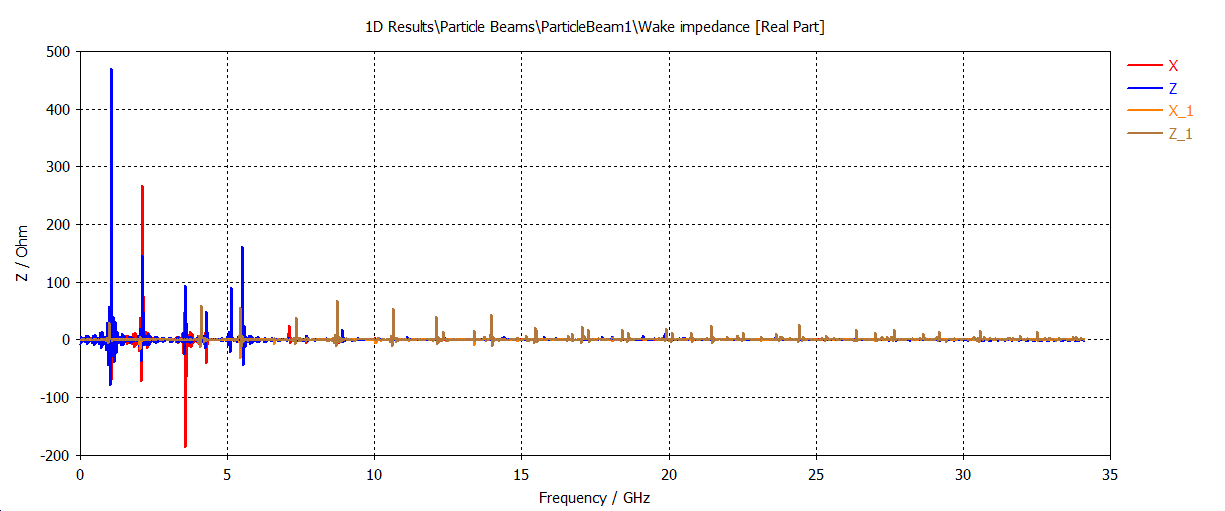 1D Results\Particle Beams\ParticleBeam1\Wake impedance [Real Part]
500
400
300
200
100
0
-100
-200
Z / Ohm
0 5 10 15 20 25 30 35
Frequency / GHz
X
Z
X_1
Z_1